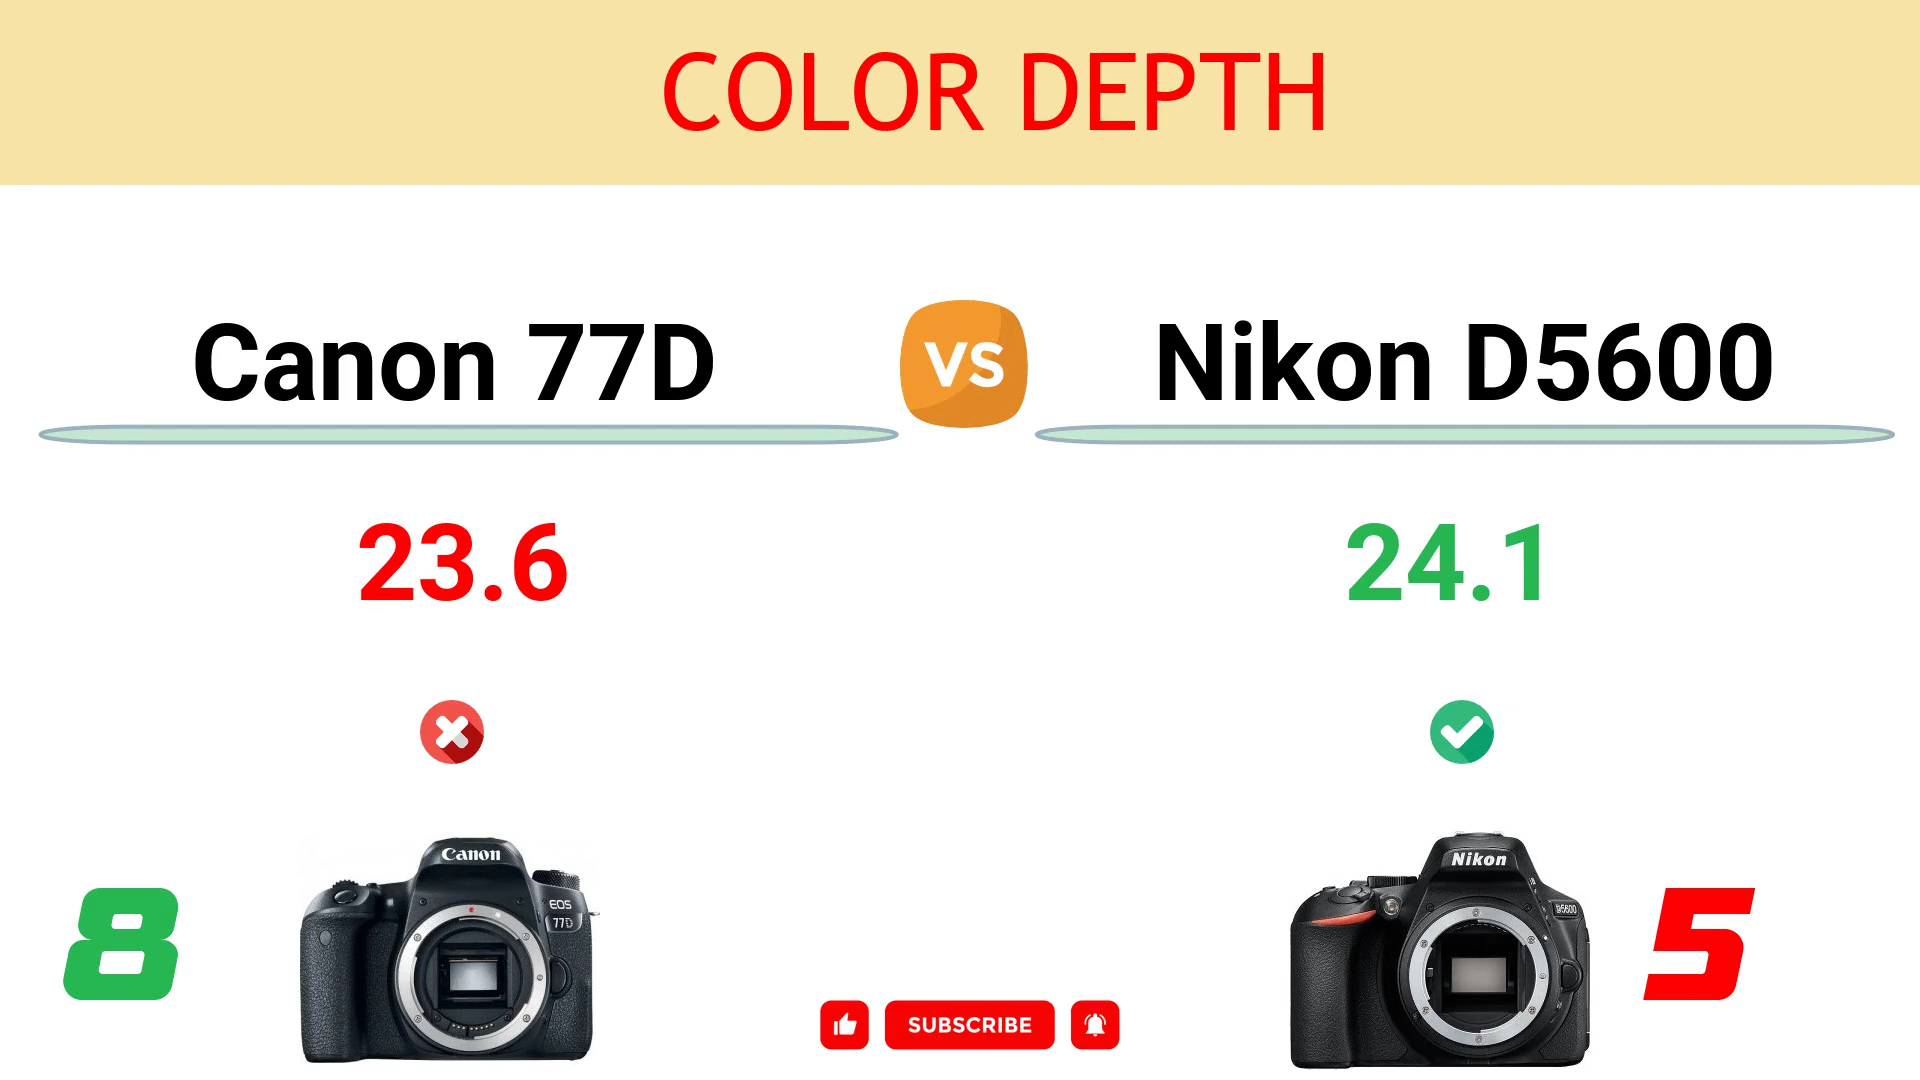 COLOR DEPTH
Canon 77D
VS
Nikon D5600
23.6
24.1
Canon
EOS
77D
Nikon
D5600
8
5
SUBSCRIBE